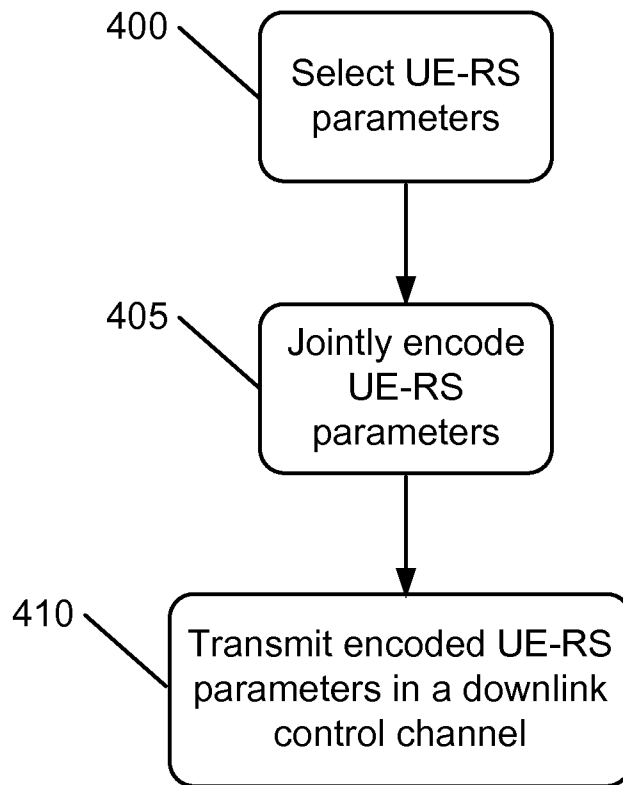 400
Select UE-RS
parameters
405
Jointly encode
UE-RS
parameters
410
Transmit encoded UE-RS
parameters in a downlink
control channel